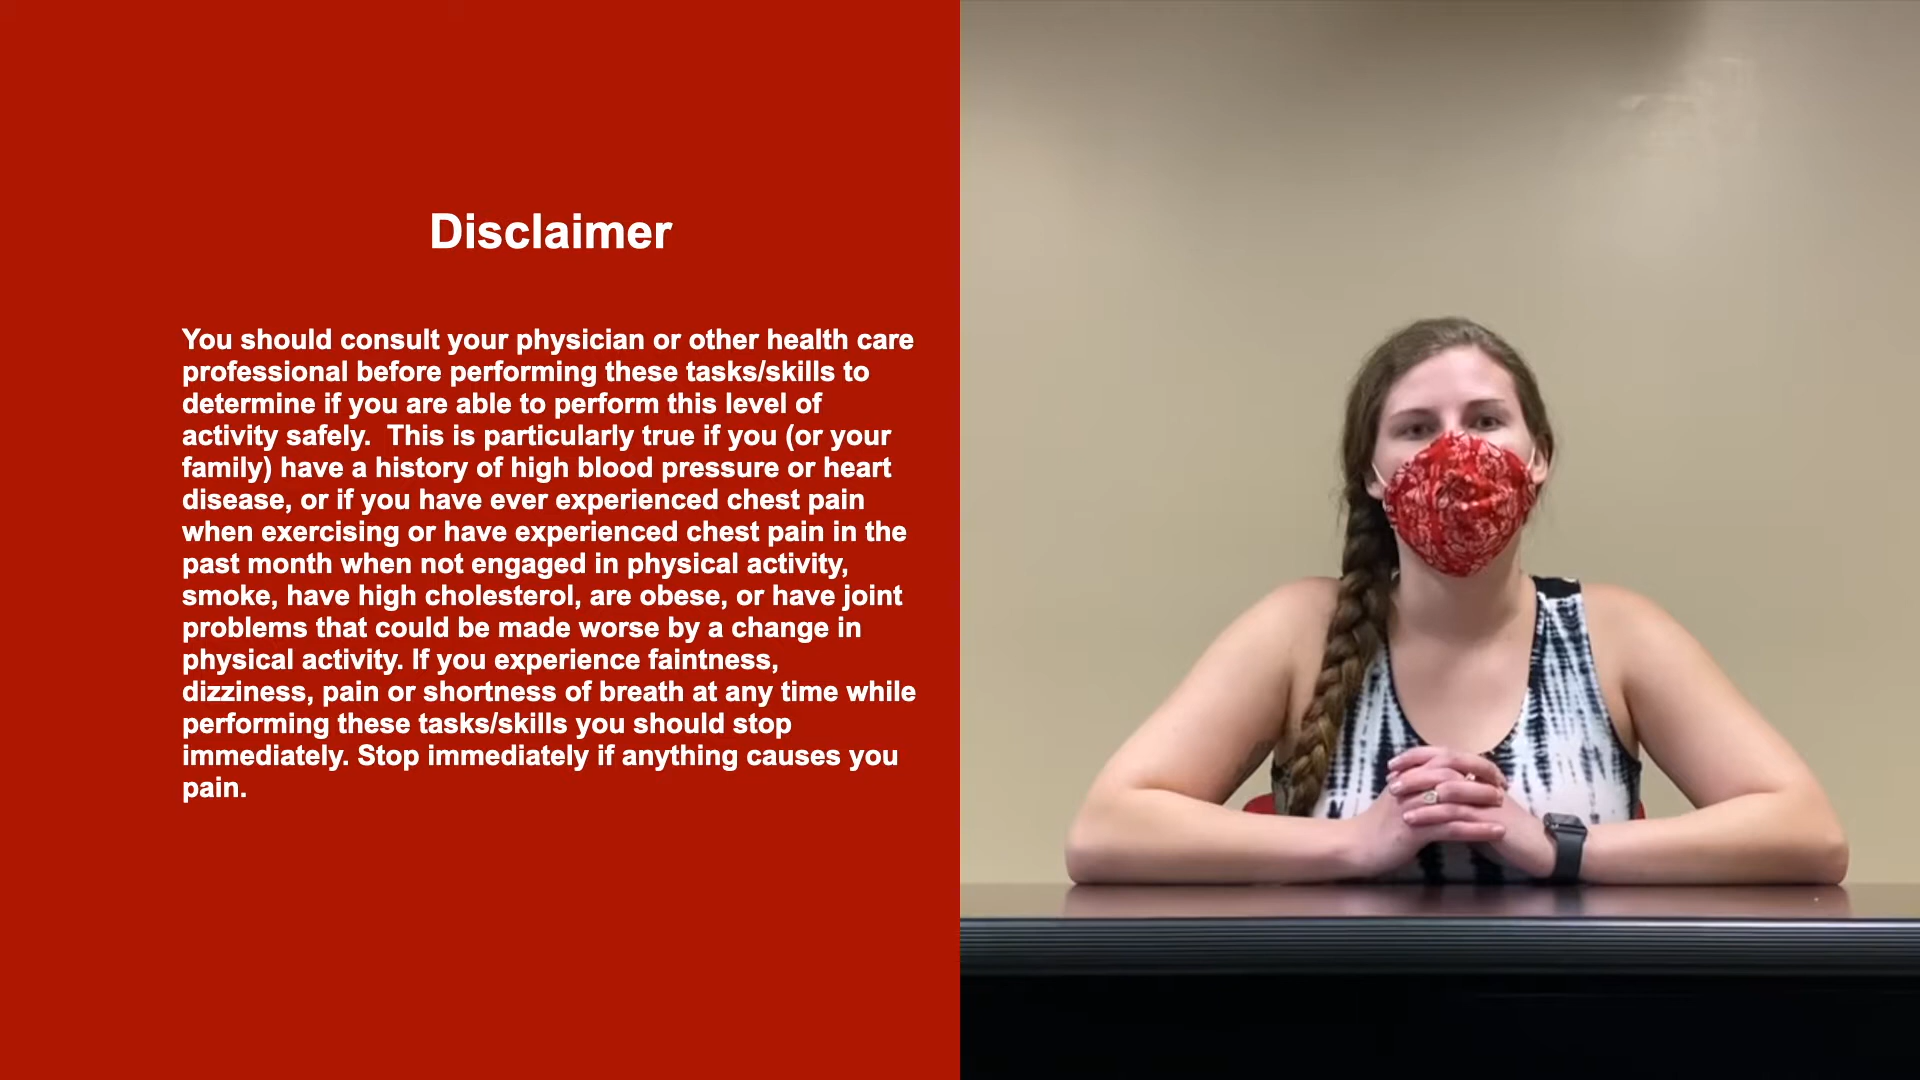 Disclaimer
You should consult your physician or other health care
professional before performing these tasks/skills to
determine if you are able to perform this level of
activity safely.  This is particularly true if you (or your
family) have a history of high blood pressure or heart
disease, or if you have ever experienced chest pain
when exercising or have experienced chest pain in the
past month when not engaged in physical activity,
smoke, have high cholesterol, are obese, or have joint
problems that could be made worse by a change in
physical activity. If you experience faintness,
dizziness, pain or shortness of breath at any time while
performing these tasks/skills you should stop
immediately. Stop immediately if anything causes you
pain.